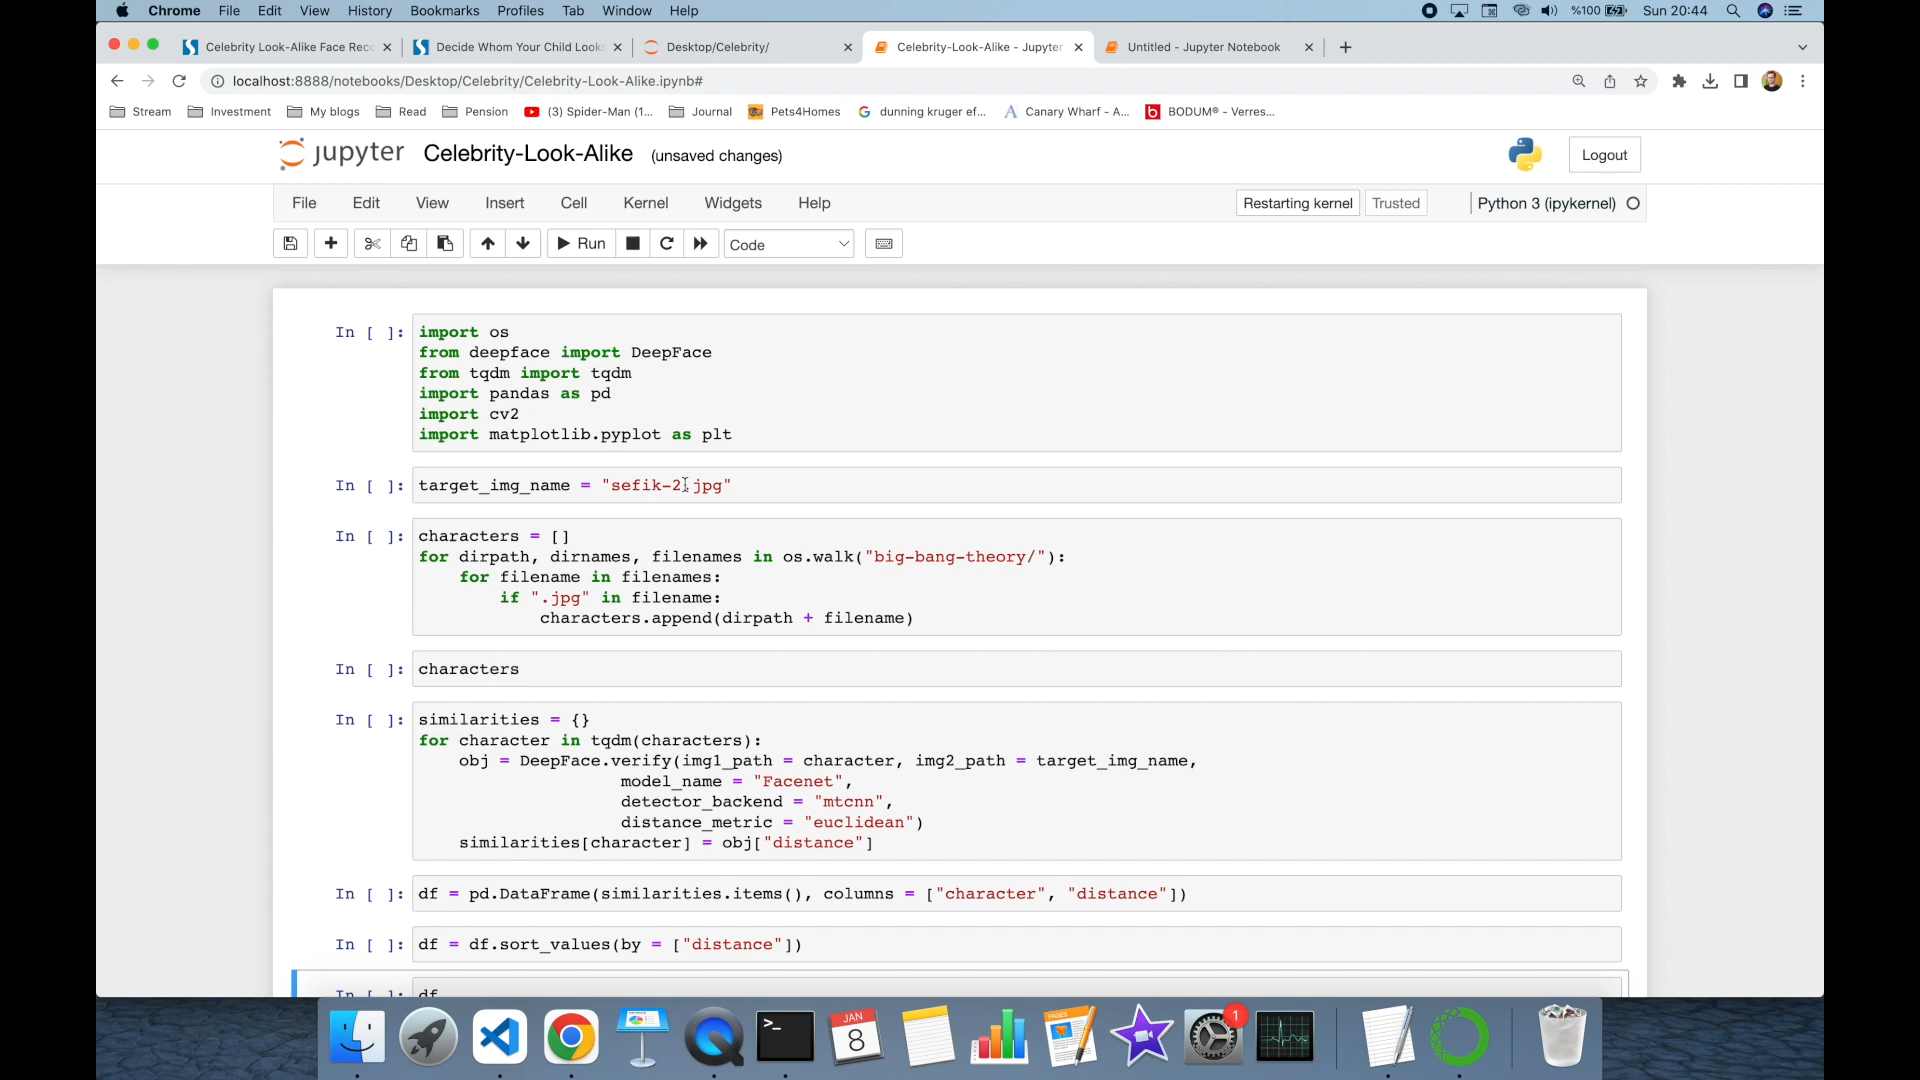 Chrome File Edit View History Bookmarks Profiles Tab Window Help
%100 Sun 20:44
Celebrity Look-Alike Face Reco
Decide Whom Your Child Looks
Desktop/Celebrity/
Celebrity-Look-Alike - Jupyter
Untitled - Jupyter Notebook
localhost:8888/notebooks/Desktop/Celebrity/Celebrity-Look-Alike.ipynb#
Stream Investment My blogs Read Pension (3) Spider-Man (1... Journal Pets4Homes dunning kruger ef... Canary Wharf - A... BODUM® - Verres...
jupyter Celebrity-Look-Alike (unsaved changes) Logout
File Edit View Insert Cell Kernel Widgets Help Restarting kernel Trusted Python 3 (ipykernel)
Run Code
In [ ]: import os
from deepface import DeepFace
from tqdm import tqdm
import pandas as pd
import cv2
import matplotlib.pyplot as plt
In [ ]: target_img_name = "sefik-2.jpg"
In [ ]: characters = []
for dirpath, dirnames, filenames in os.walk("big-bang-theory/"):
for filename in filenames:
if ".jpg" in filename:
characters.append(dirpath + filename)
In [ ]: characters
In [ ]: similarities = {}
for character in tqdm(characters):
obj = DeepFace.verify(img1_path = character, img2_path = target_img_name,
model_name = "Facenet",
detector_backend = "mtcnn",
distance_metric = "euclidean")
similarities[character] = obj["distance"]
In [ ]: df = pd.DataFrame(similarities.items(), columns = ["character", "distance"])
In [ ]: df = df.sort_values(by = ["distance"])
In [ ]: df
JAN
8
PAGES
1